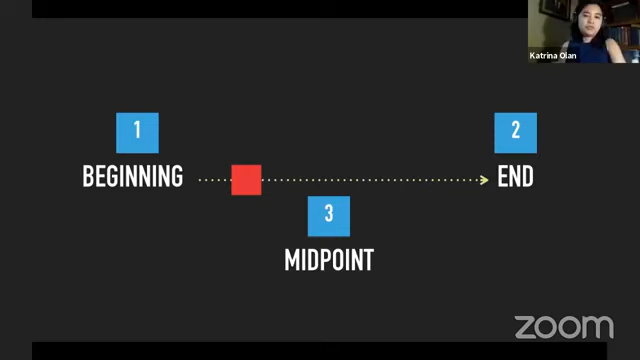 Katrina Olan
1
2
BEGINNING
END
3
MIDPOINT
zoom